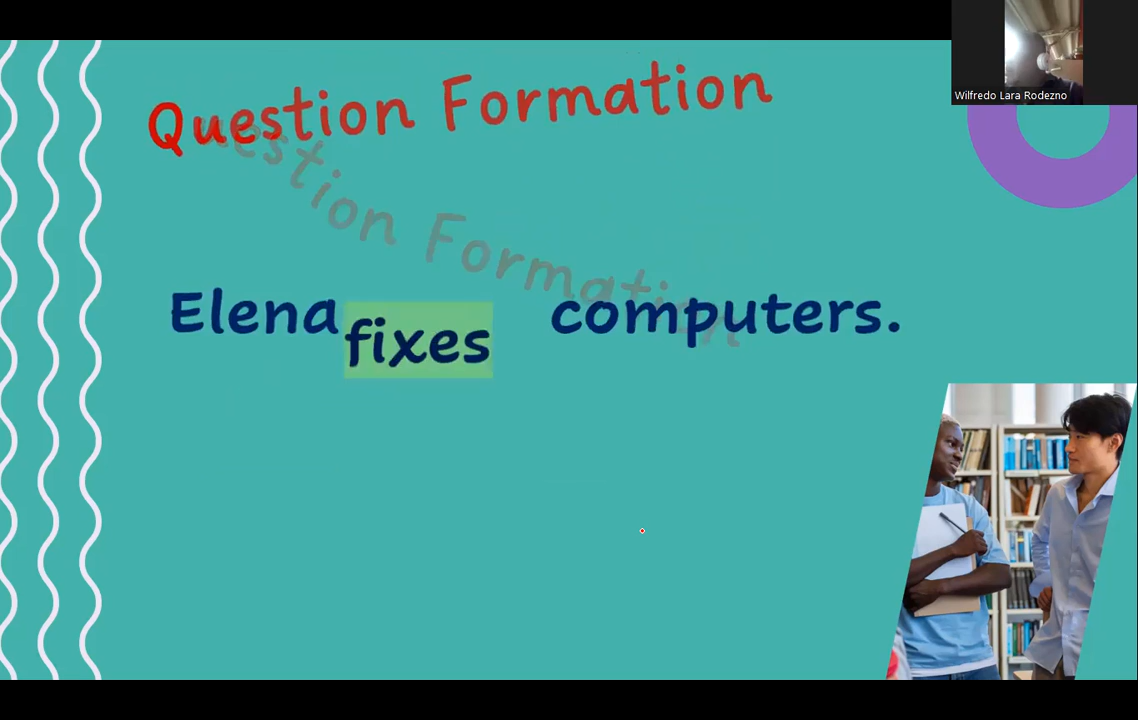 Wilfredo Lara Rodezno
Question Formation
Question Formation
Elena fixes computers.